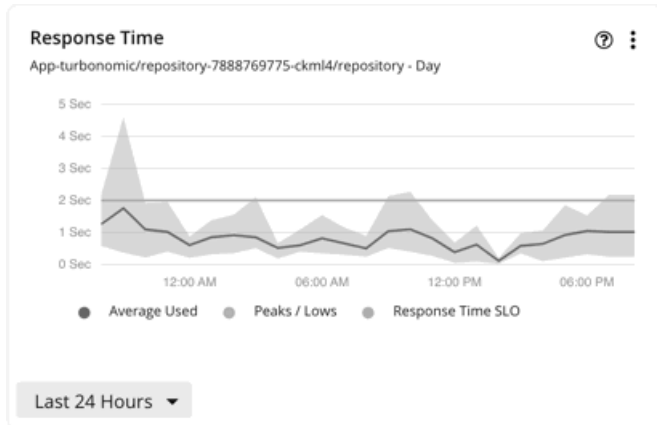 Response Time
App-turbonomic/repository-7888769775-ckml4/repository - Day
5 Sec
4 Sec
3 Sec
2 Sec
1 Sec
0 Sec
12:00 AM 06:00 AM 12:00 PM 06:00 PM
Average Used Peaks / Lows Response Time SLO
Last 24 Hours